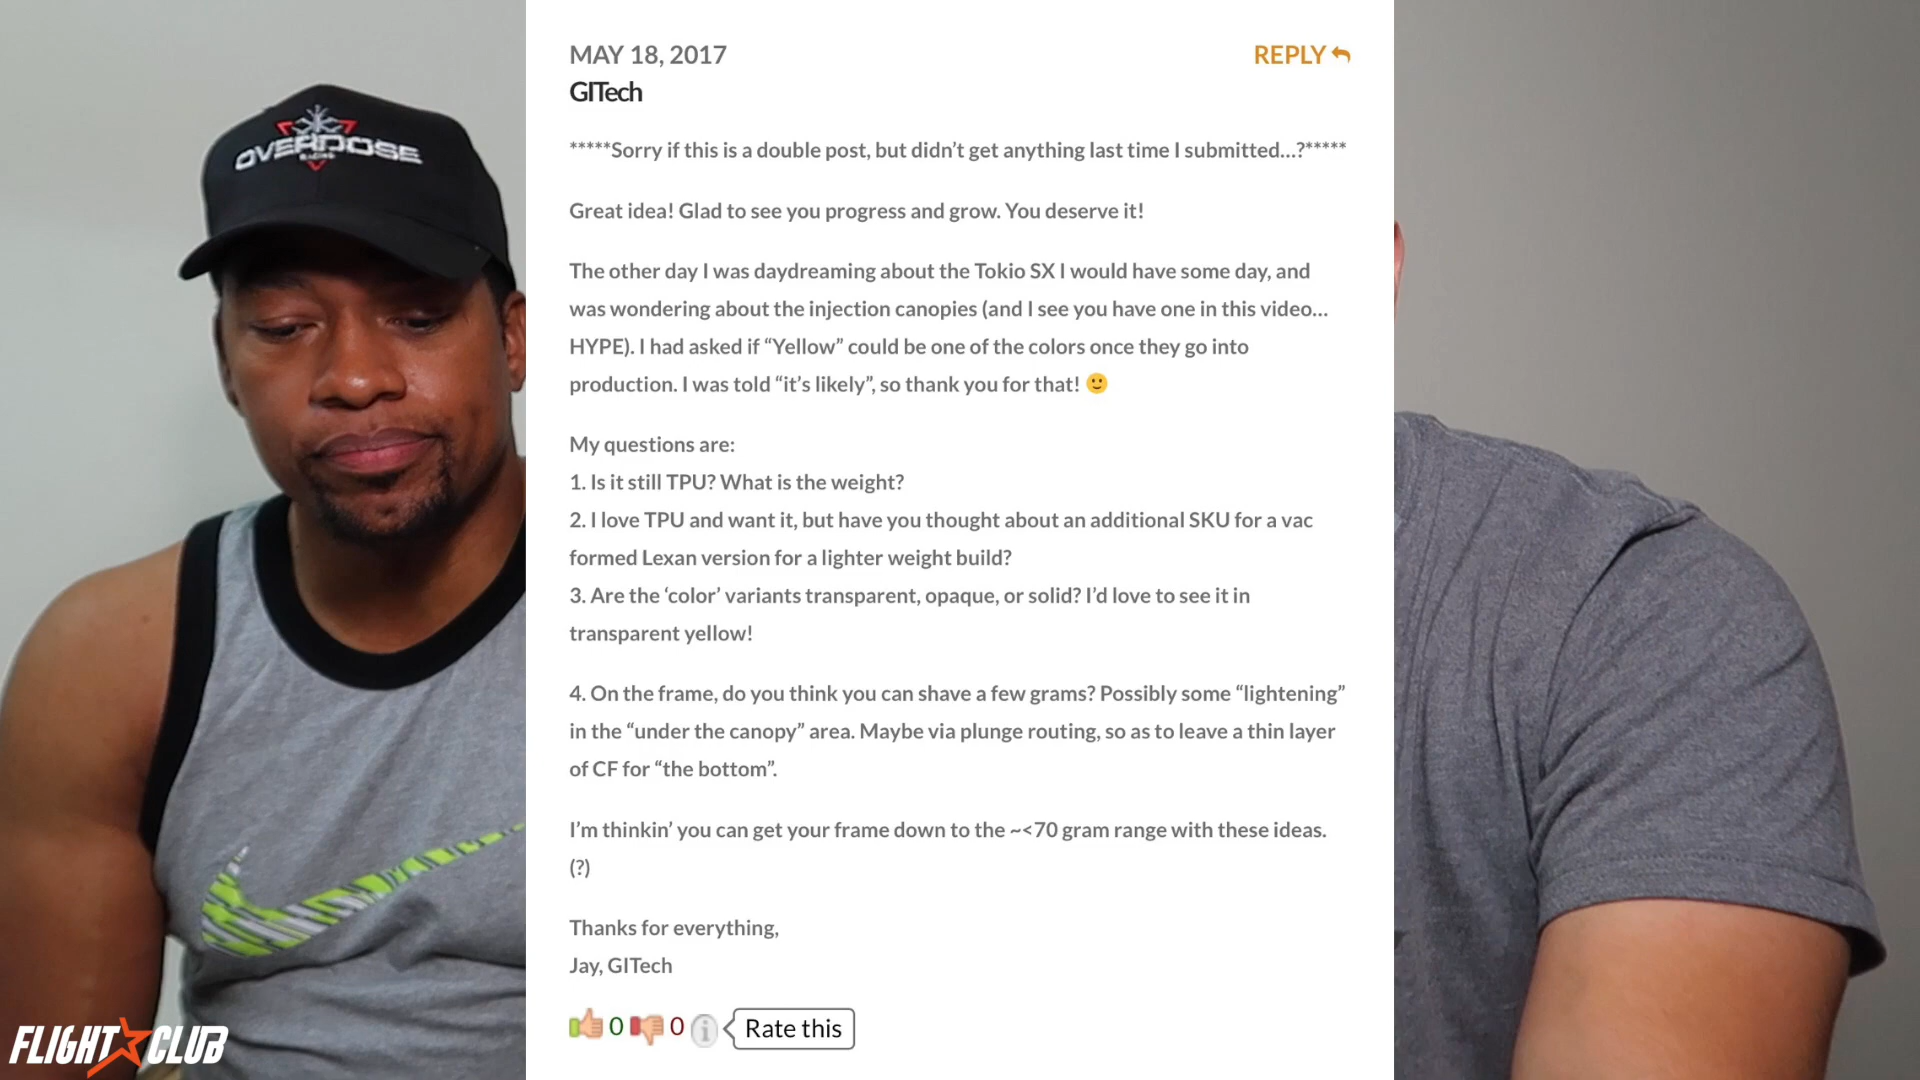 OVERDOSE
RACING
MAY 18, 2017
REPLY
GITech
*****Sorry if this is a double post, but didn’t get anything last time I submitted…?*****
Great idea! Glad to see you progress and grow. You deserve it!
The other day I was daydreaming about the Tokio SX I would have some day, and
was wondering about the injection canopies (and I see you have one in this video…
HYPE). I had asked if “Yellow” could be one of the colors once they go into
production. I was told “it’s likely”, so thank you for that! 🙂
My questions are:
1. Is it still TPU? What is the weight?
2. I love TPU and want it, but have you thought about an additional SKU for a vac
formed Lexan version for a lighter weight build?
3. Are the ‘color’ variants transparent, opaque, or solid? I’d love to see it in
transparent yellow!
4. On the frame, do you think you can shave a few grams? Possibly some “lightening”
in the “under the canopy” area. Maybe via plunge routing, so as to leave a thin layer
of CF for “the bottom”.
I’m thinkin’ you can get your frame down to the ~<70 gram range with these ideas.
(?)
Thanks for everything,
Jay, GITech
0 0 i Rate this
FLIGHT CLUB